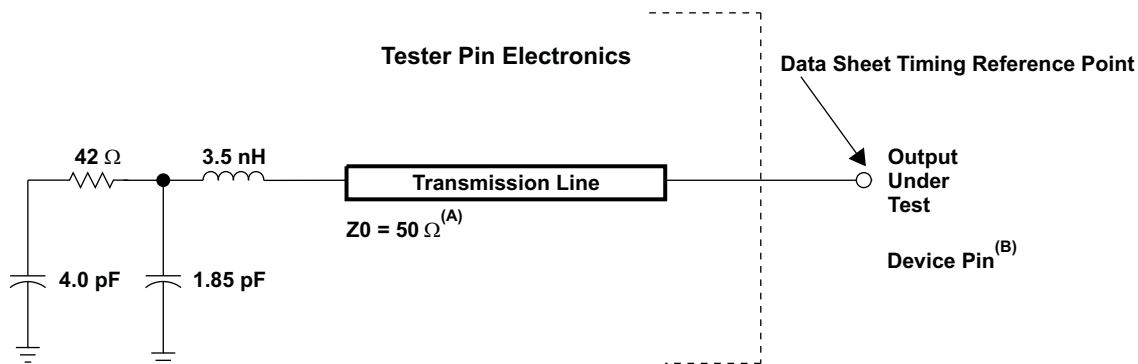 Tester Pin Electronics
Data Sheet Timing Reference Point
42 Ω
3.5 nH
Transmission Line
Output
Under
Test
Z0 = 50 Ω(A)
Device Pin(B)
4.0 pF
1.85 pF